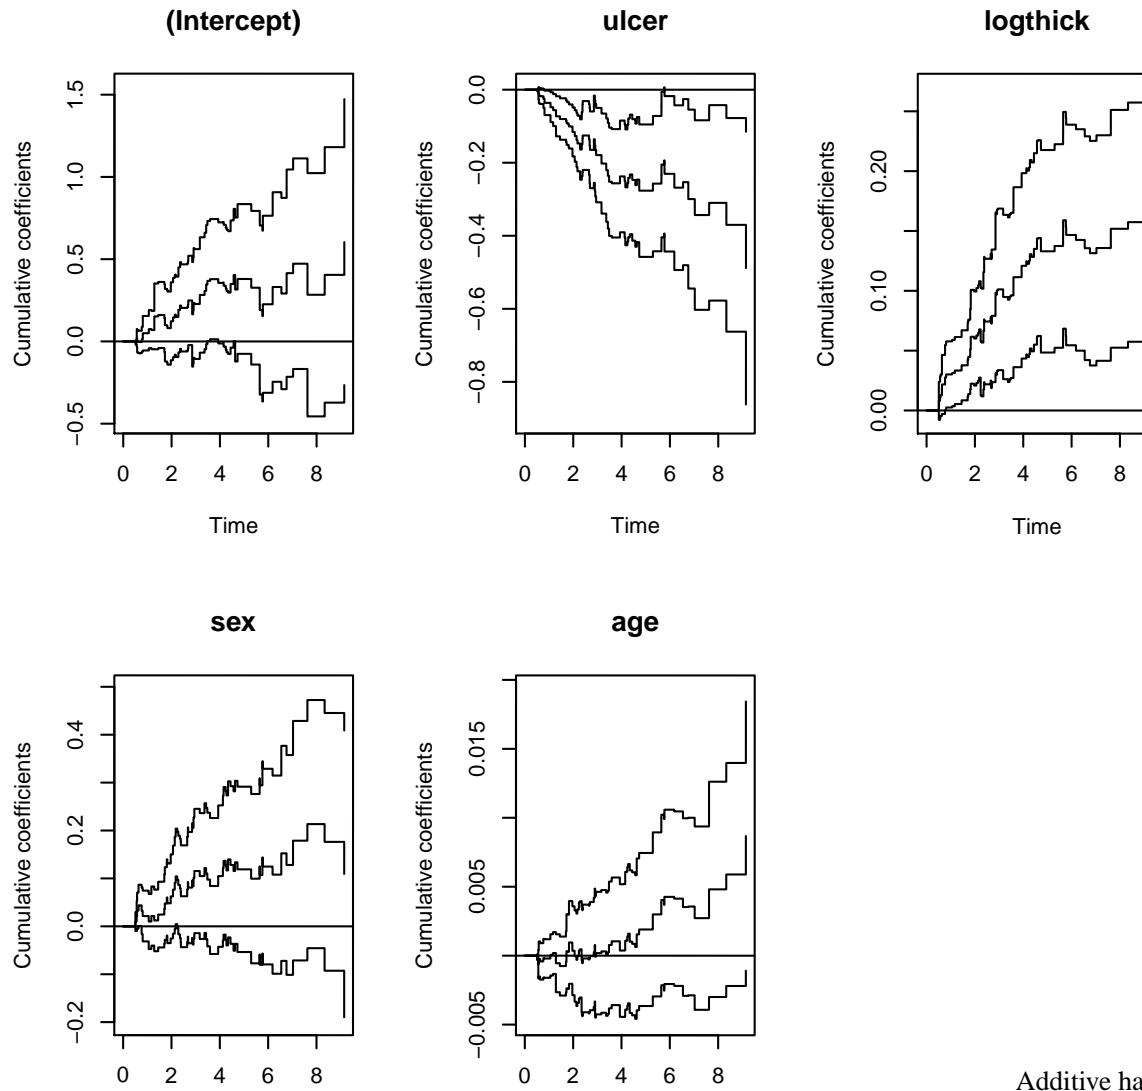 (Intercept)
Cumulative coefficients
1.5
1.0
0.5
0.0
−0.5
0 2 4 6 8
Time
ulcer
Cumulative coefficients
0.0
−0.2
−0.4
−0.6
−0.8
0 2 4 6 8
Time
logthick
Cumulative coefficients
0.20
0.10
0.00
0 2 4 6 8
Time
sex
Cumulative coefficients
0.4
0.2
0.0
−0.2
0 2 4 6 8
age
Cumulative coefficients
0.015
0.005
−0.005
0 2 4 6 8
Additive ha